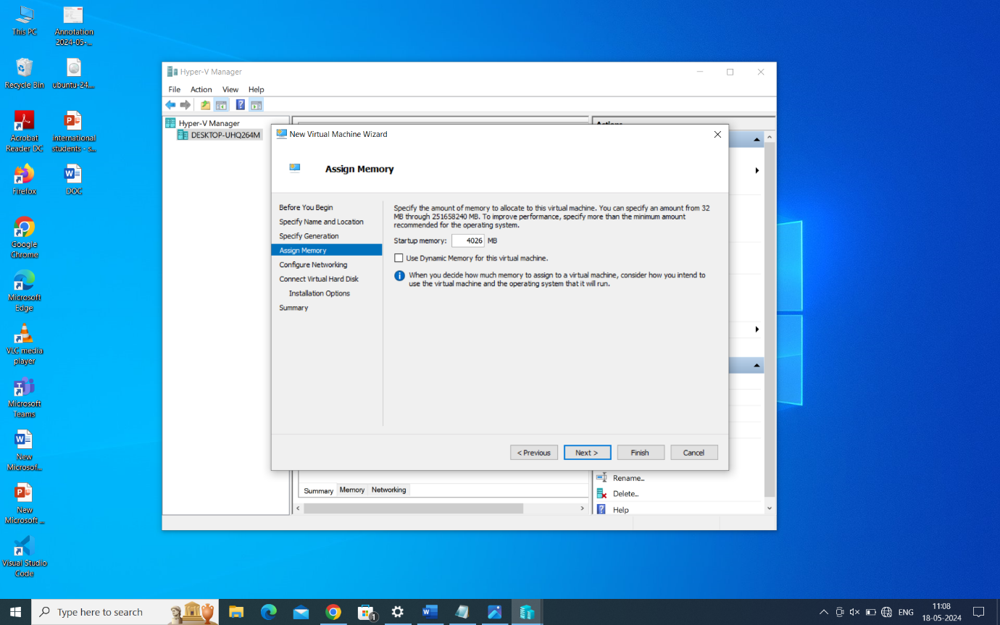 This PC
Annotation
2024-05-...
Recycle Bin
ubuntu-24....
Acrobat
Reader DC
international
students - s...
Firefox
DOC
Google
Chrome
Microsoft
Edge
VLC media
player
Microsoft
Teams
New
Microsof...
New
Microsoft ...
Visual Studio
Code
Hyper-V Manager
File Action View Help
Hyper-V Manager
DESKTOP-UHQ264M
New Virtual Machine Wizard
Assign Memory
Before You Begin
Specify Name and Location
Specify Generation
Assign Memory
Configure Networking
Connect Virtual Hard Disk
Installation Options
Summary
Specify the amount of memory to allocate to this virtual machine. You can specify an amount from 32
MB through 251658240 MB. To improve performance, specify more than the minimum amount
recommended for the operating system.
Startup memory: 4026 MB
Use Dynamic Memory for this virtual machine.
When you decide how much memory to assign to a virtual machine, consider how you intend to
use the virtual machine and the operating system that it will run.
< Previous Next > Finish Cancel
Summary Memory Networking
Rename...
Delete...
Help
Type here to search
1
ENG
11:08
18-05-2024